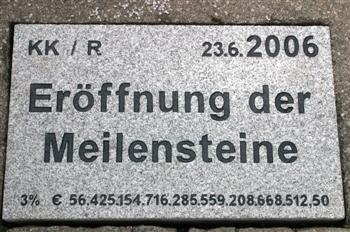 KK / R 23.6.2006
Eröffnung der
Meilensteine
3% € 56.425.154.716.285.559.208.668.512,50